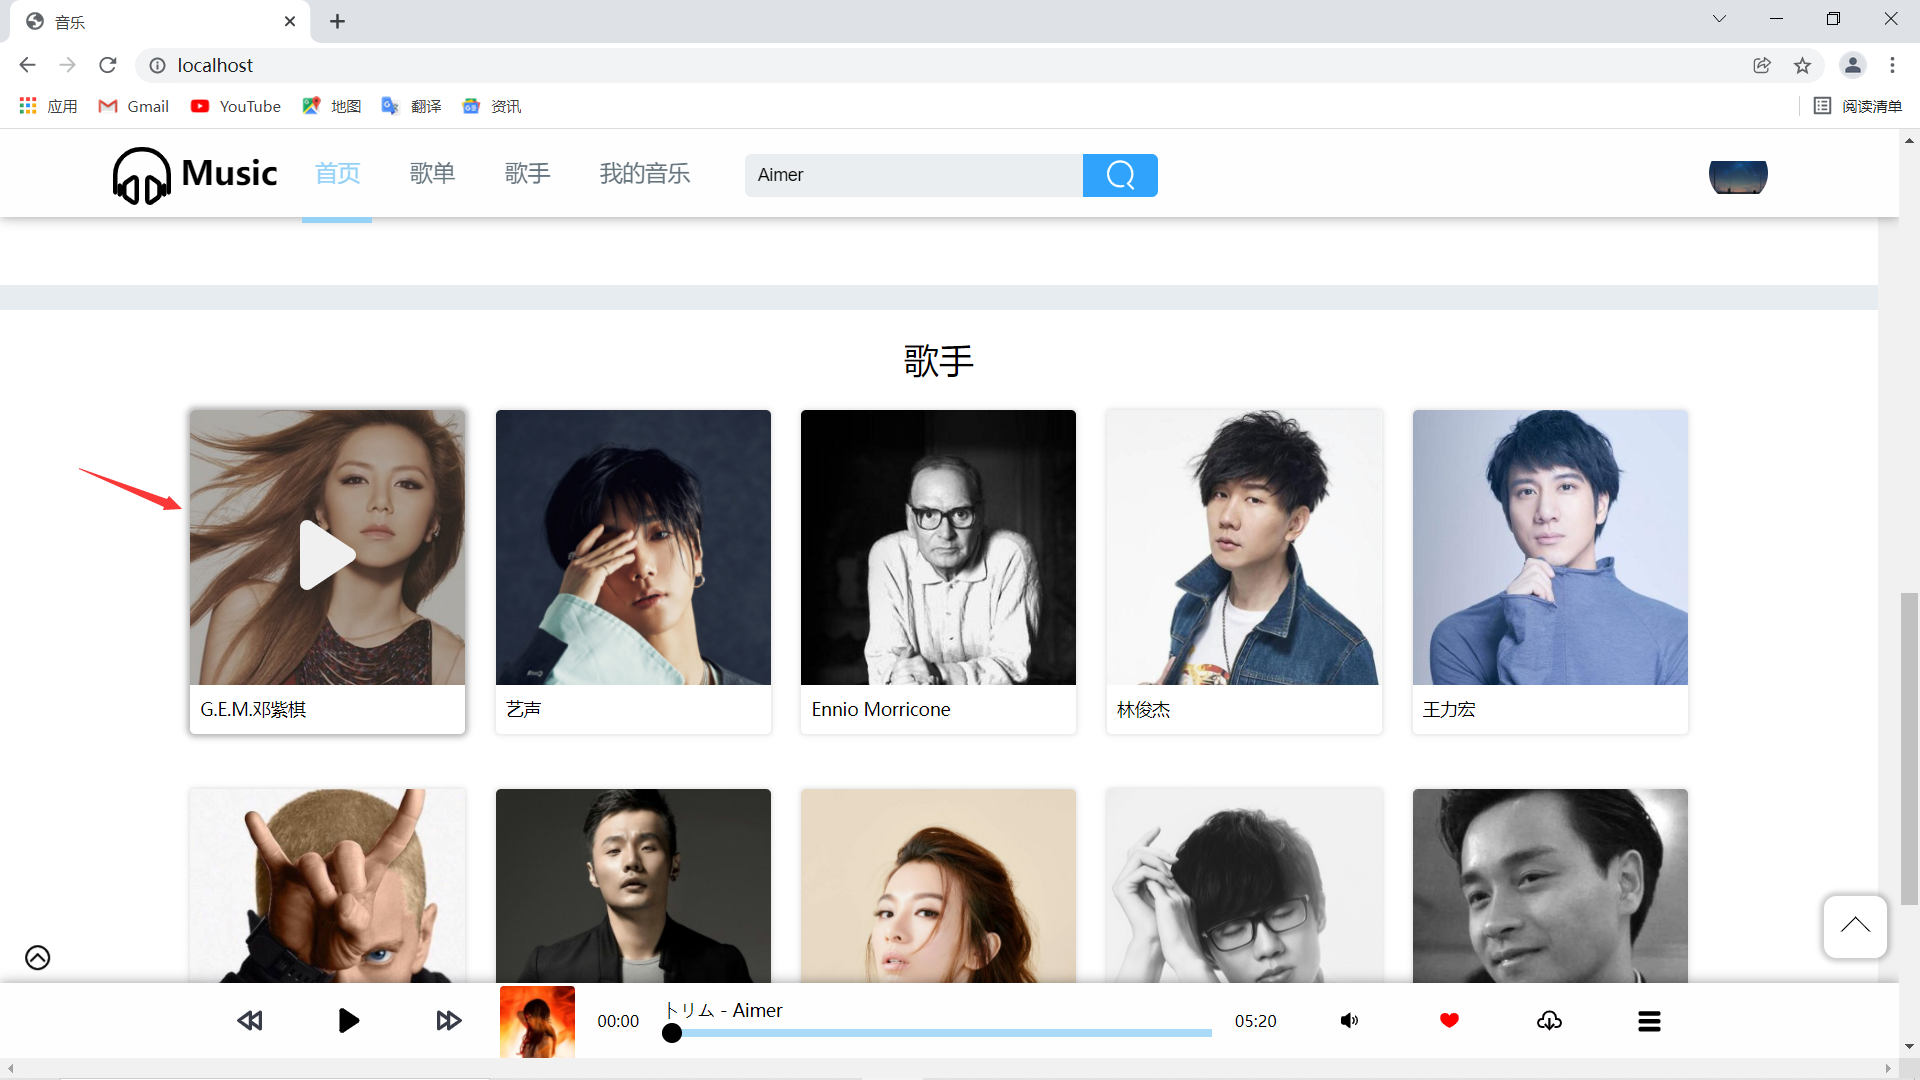 音乐
localhost
应用 Gmail YouTube 地图 翻译 资讯 阅读清单
Music 首页 歌单 歌手 我的音乐 Aimer
歌手
G.E.M.邓紫棋 艺声 Ennio Morricone 林俊杰 王力宏
トリム - Aimer
00:00 05:20